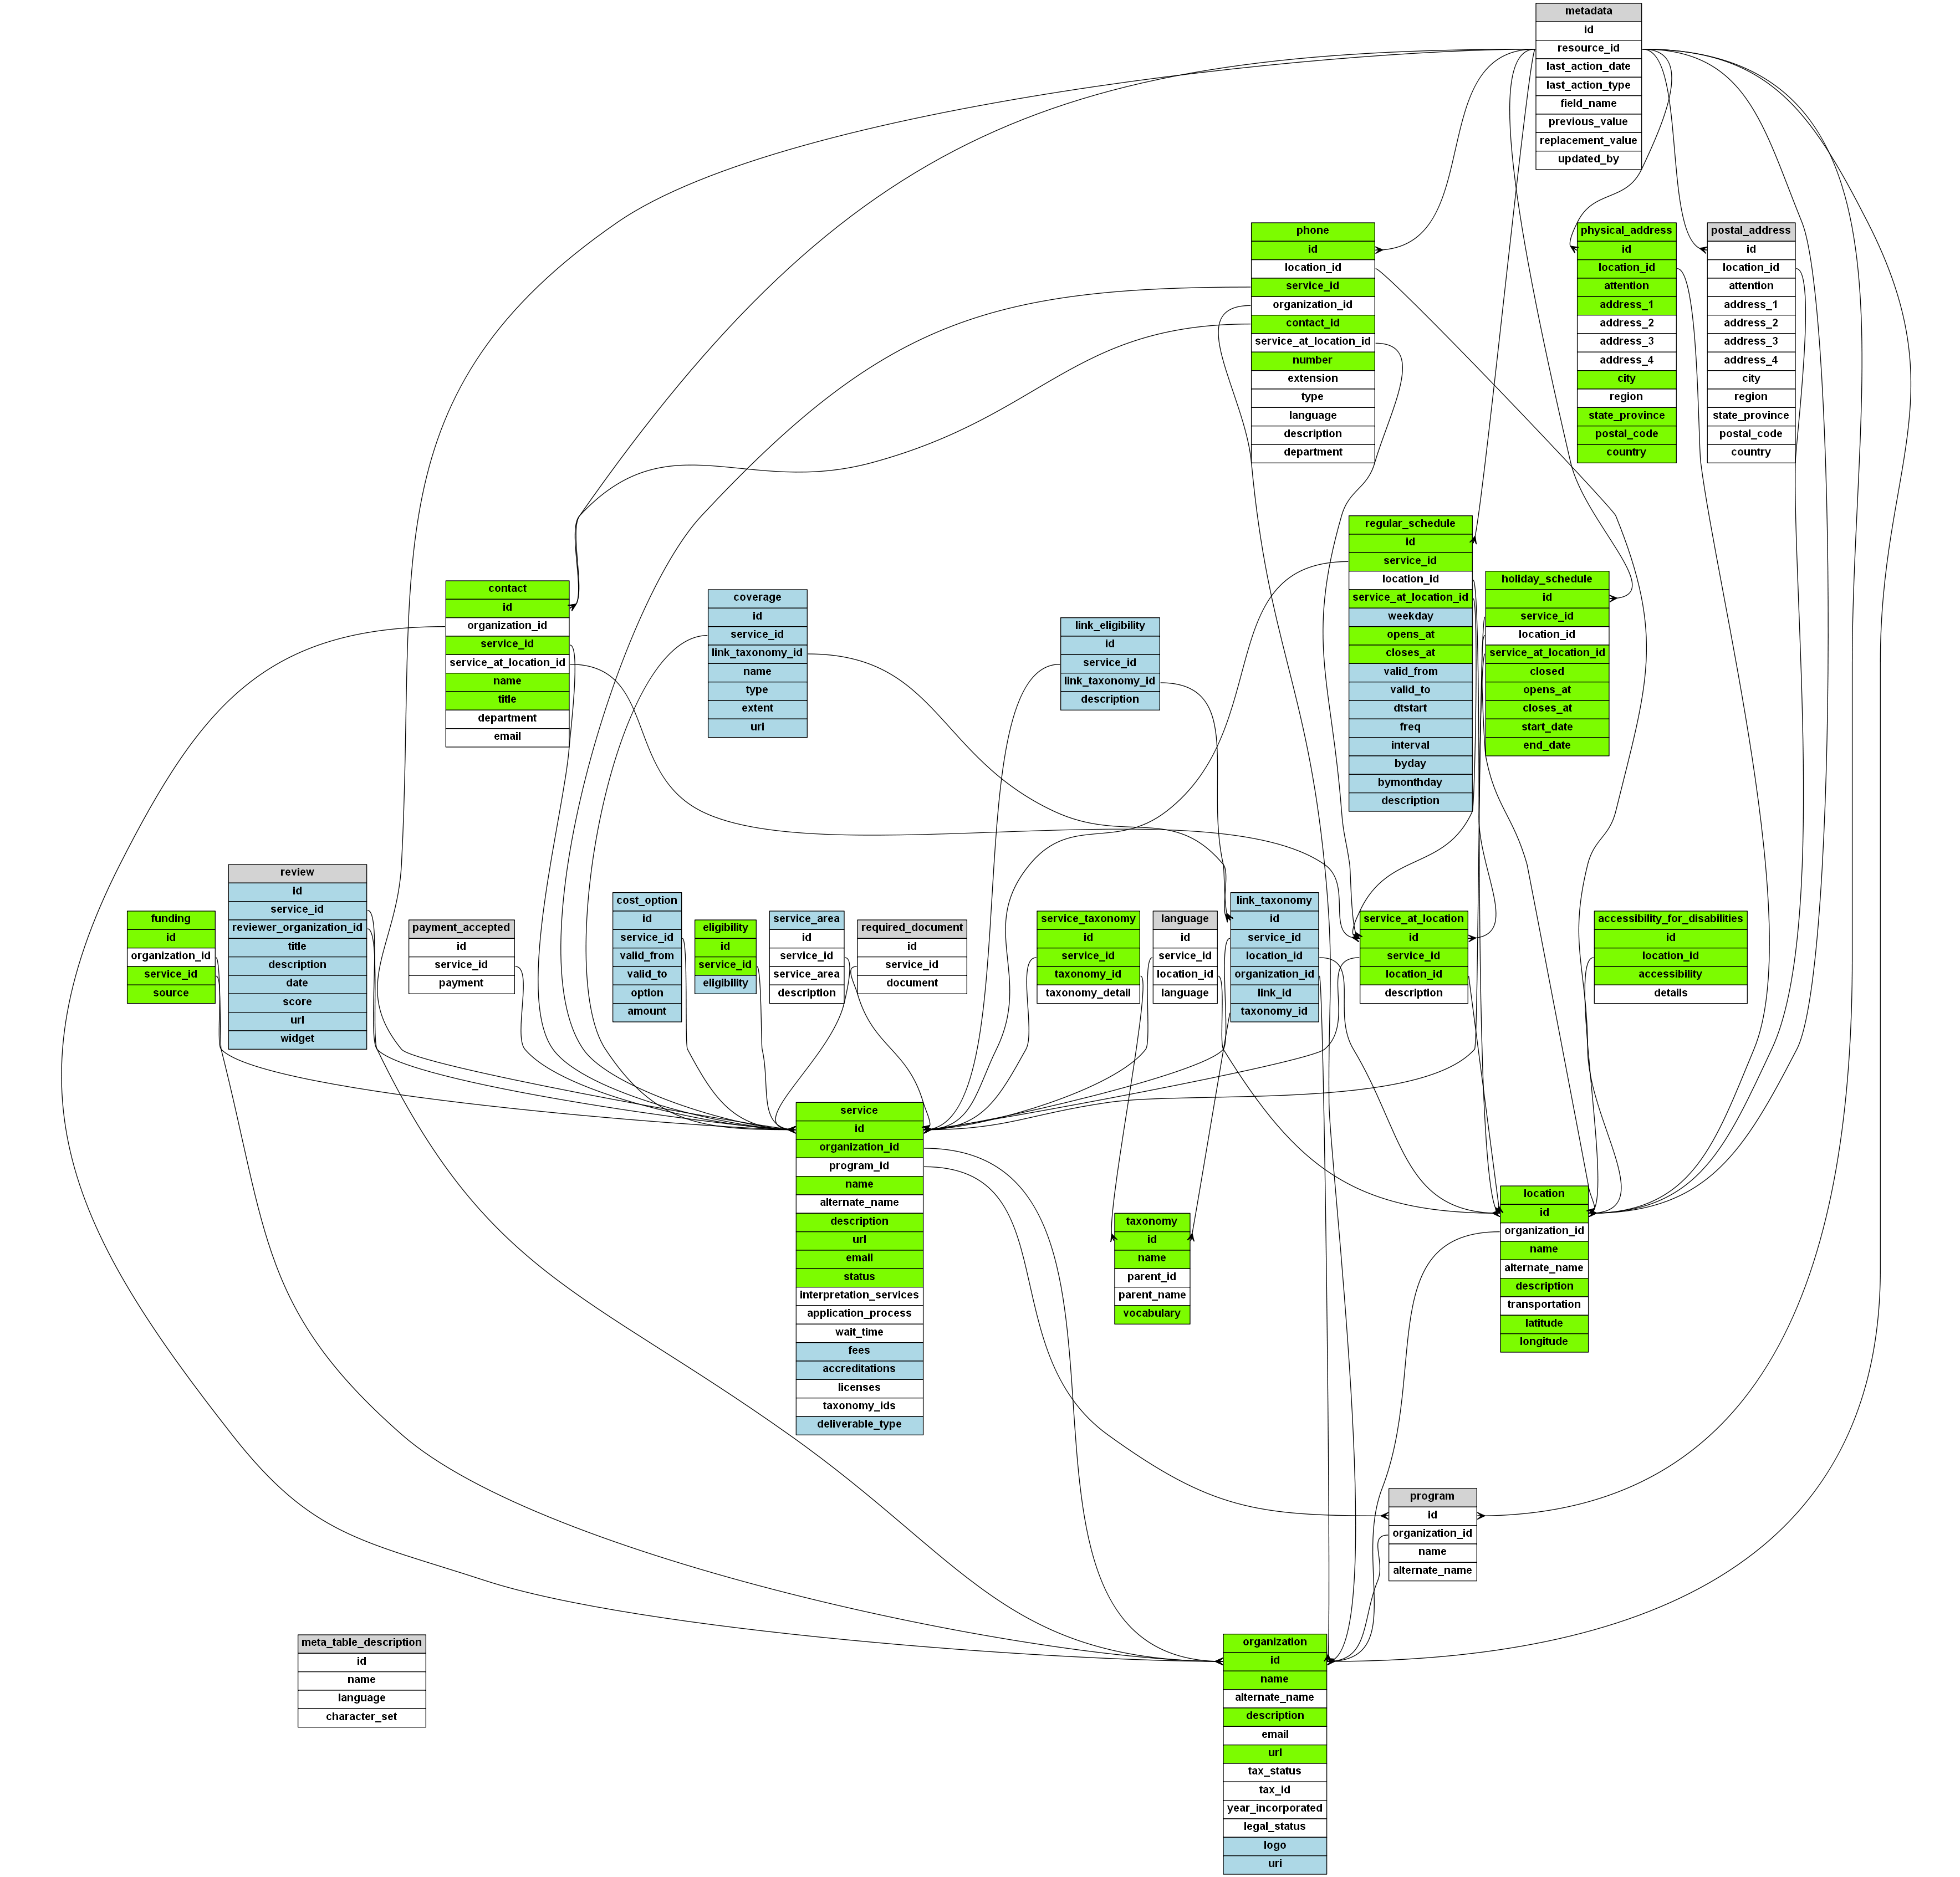 metadata
id
resource_id
last_action_date
last_action_type
field_name
previous_value
replacement_value
updated_by
phone
id
location_id
service_id
organization_id
contact_id
service_at_location_id
number
extension
type
language
description
department
physical_address
id
location_id
attention
address_1
address_2
address_3
address_4
city
region
state_province
postal_code
country
postal_address
id
location_id
attention
address_1
address_2
address_3
address_4
city
region
state_province
postal_code
country
regular_schedule
id
service_id
location_id
service_at_location_id
weekday
opens_at
closes_at
valid_from
valid_to
dtstart
freq
interval
byday
bymonthday
description
holiday_schedule
id
service_id
location_id
service_at_location_id
closed
opens_at
closes_at
start_date
end_date
contact
id
organization_id
service_id
service_at_location_id
name
title
department
email
coverage
id
service_id
link_taxonomy_id
name
type
extent
uri
link_eligibility
id
service_id
link_taxonomy_id
description
funding
id
organization_id
service_id
source
review
id
service_id
reviewer_organization_id
title
description
date
score
url
widget
payment_accepted
id
service_id
payment
cost_option
id
service_id
valid_from
valid_to
option
amount
eligibility
id
service_id
eligibility
service_area
id
service_id
service_area
description
required_document
id
service_id
document
service_taxonomy
id
service_id
taxonomy_id
taxonomy_detail
language
id
service_id
location_id
language
link_taxonomy
id
service_id
location_id
organization_id
link_id
taxonomy_id
service_at_location
id
service_id
location_id
description
accessibility_for_disabilities
id
location_id
accessibility
details
service
id
organization_id
program_id
name
alternate_name
description
url
email
status
interpretation_services
application_process
wait_time
fees
accreditations
licenses
taxonomy_ids
deliverable_type
taxonomy
id
name
parent_id
parent_name
vocabulary
location
id
organization_id
name
alternate_name
description
transportation
latitude
longitude
program
id
organization_id
name
alternate_name
meta_table_description
id
name
language
character_set
organization
id
name
alternate_name
description
email
url
tax_status
tax_id
year_incorporated
legal_status
logo
uri